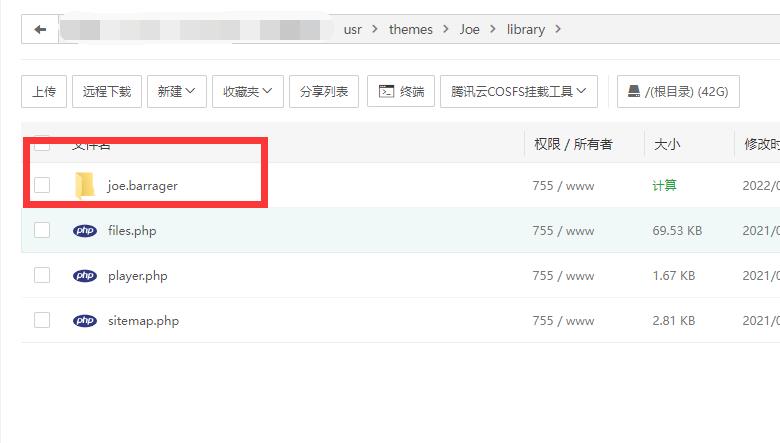 usr > themes > Joe > library >
上传 远程下载 新建 收藏夹 分享列表 终端 腾讯云COSFS挂载工具 /(根目录) (42G)
文件名 权限 / 所有者 大小 修改时
joe.barrager 755 / www 计算 2022/0
php files.php 755 / www 69.53 KB 2021/0
php player.php 755 / www 1.67 KB 2021/0
php sitemap.php 755 / www 2.81 KB 2021/0